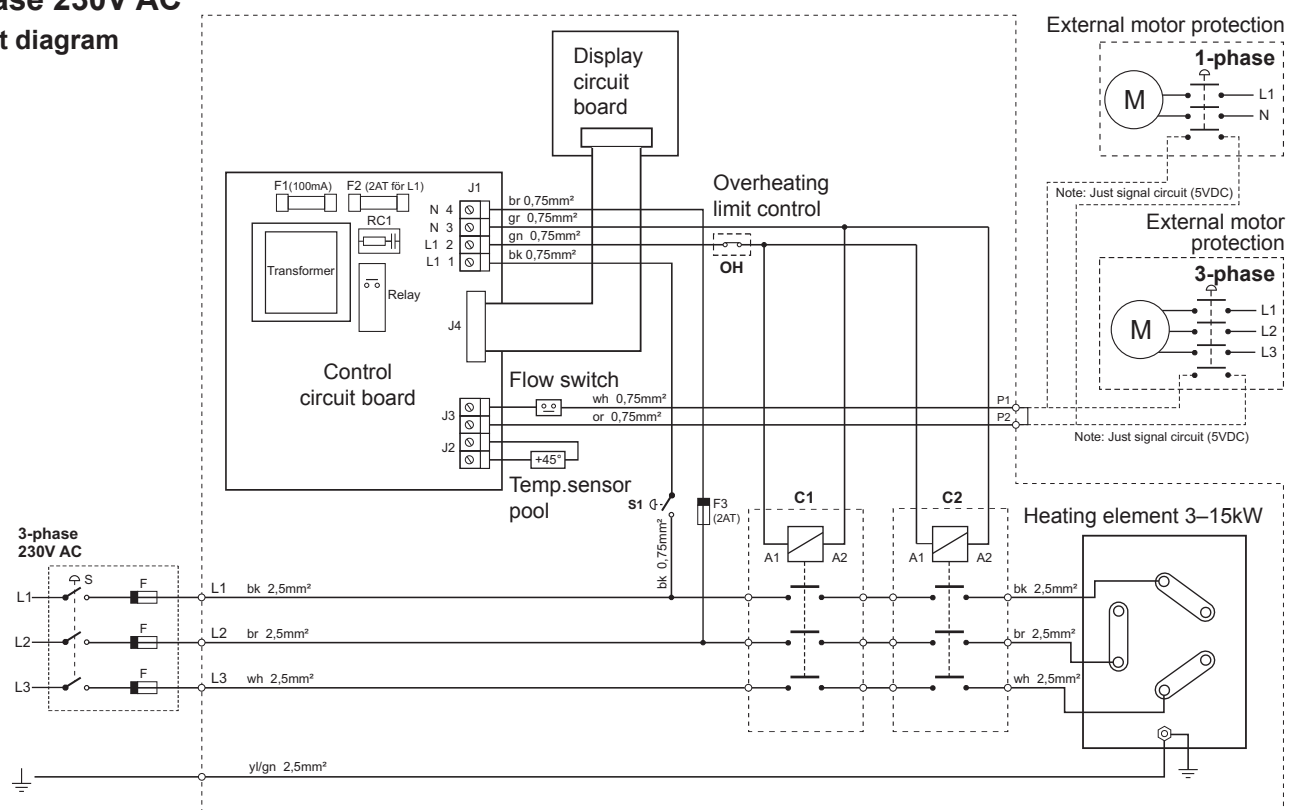 ase 230V AC
t diagram
Display
circuit
board
External motor protection
1-phase
M
L1
N
Note: Just signal circuit (5VDC)
External motor
protection
3-phase
M
L1
L2
L3
Note: Just signal circuit (5VDC)
F1(100mA)
F2 (2AT för L1)
J1
RC1
N 4
N 3
L1 2
L1 1
br 0,75mm²
gr 0,75mm²
gn 0,75mm²
bk 0,75mm²
Overheating
limit control
OH
Transformer
Relay
J4
Control
circuit board
Flow switch
wh 0,75mm²
or 0,75mm²
P1
P2
J3
J2
+45°
Temp.sensor
pool
S1
F3
(2AT)
bk 0,75mm²
C1
A1
A2
C2
A1
A2
Heating element 3–15kW
3-phase
230V AC
S
L1
F
L1
bk 2,5mm²
bk 2,5mm²
L2
F
L2
br 2,5mm²
br 2,5mm²
L3
F
L3
wh 2,5mm²
wh 2,5mm²
yl/gn 2,5mm²